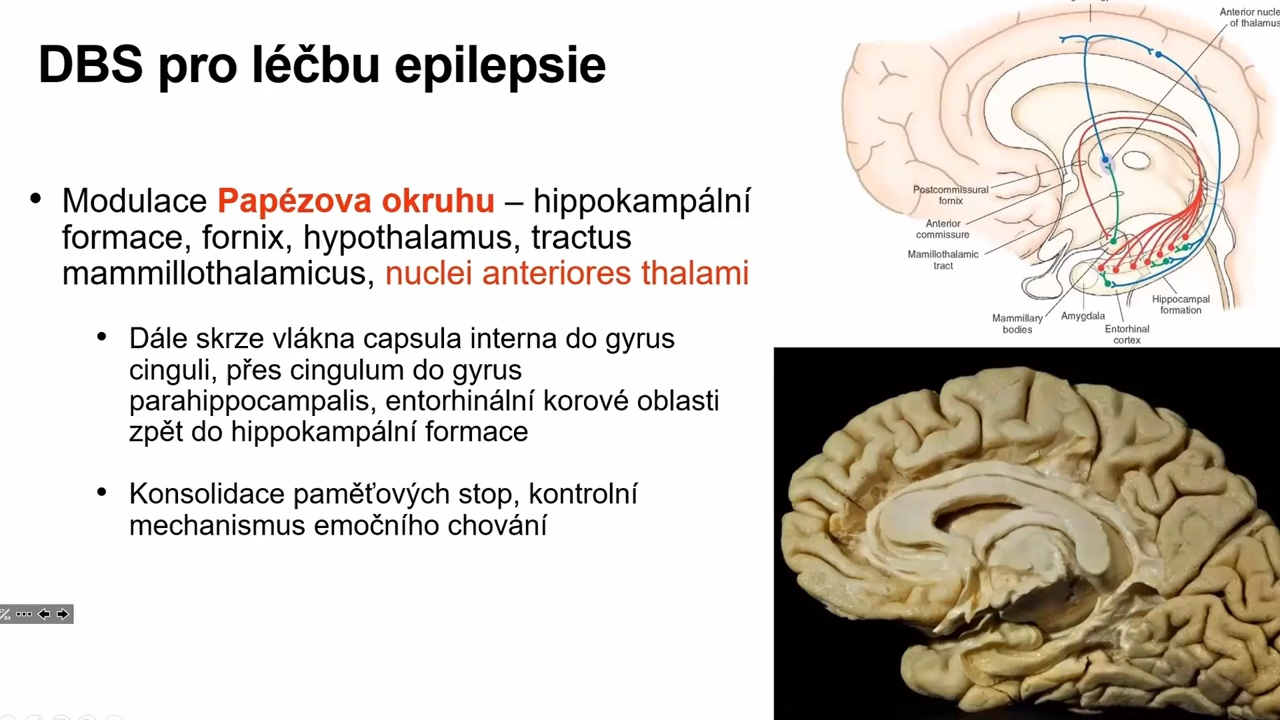 DBS pro léčbu epilepsie
• Modulace Papézova okruhu – hippokampální
formace, fornix, hypothalamus, tractus
mammillothalamicus, nuclei anteriores thalami
• Dále skrze vlákna capsula interna do gyrus
cinguli, přes cingulum do gyrus
parahippocampalis, entorhinální korové oblasti
zpět do hippokampální formace
• Konsolidace paměťových stop, kontrolní
mechanismus emočního chování
Anterior nucle
of thalamus
Postcommissural
fornix
Anterior
commissure
Mamillothalamic
tract
Mammillary
bodies
Amygdala
Entorhinal
cortex
Hippocampal
formation